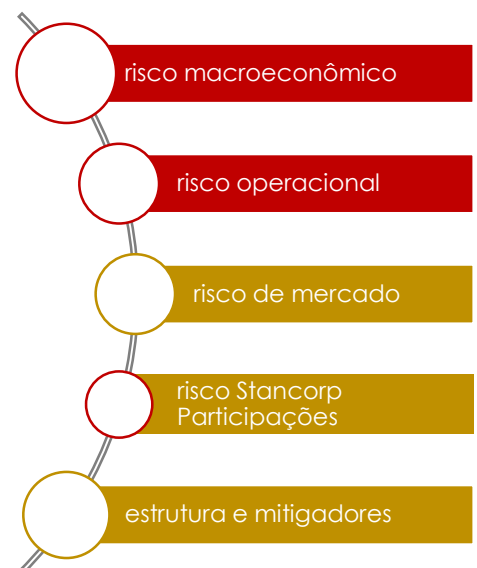 risco macroeconômico
risco operacional
risco de mercado
risco Stancorp
Participações
estrutura e mitigadores